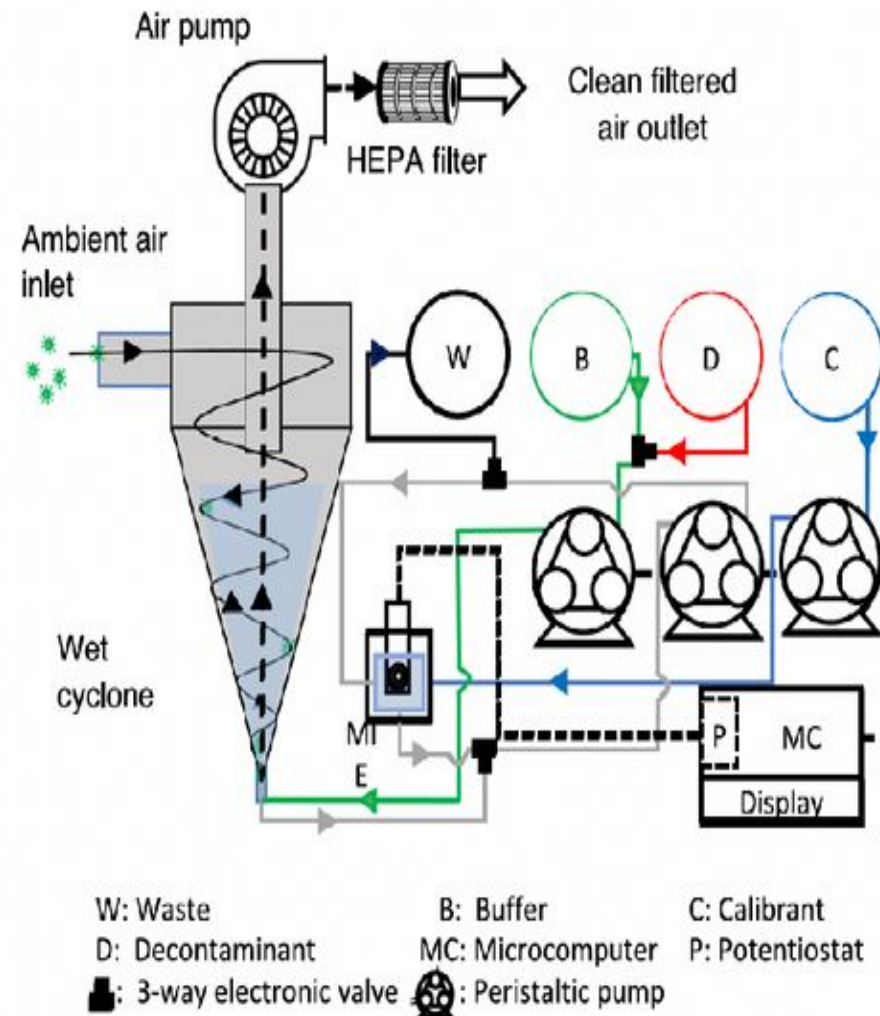 Air pump
HEPA filter
Clean filtered
air outlet
Ambient air
inlet
W
B
D
C
Wet
cyclone
MI
E
P
MC
Display
W: Waste
B: Buffer
C: Calibrant
D: Decontaminant
MC: Microcomputer
P: Potentiostat
: 3-way electronic valve
: Peristaltic pump